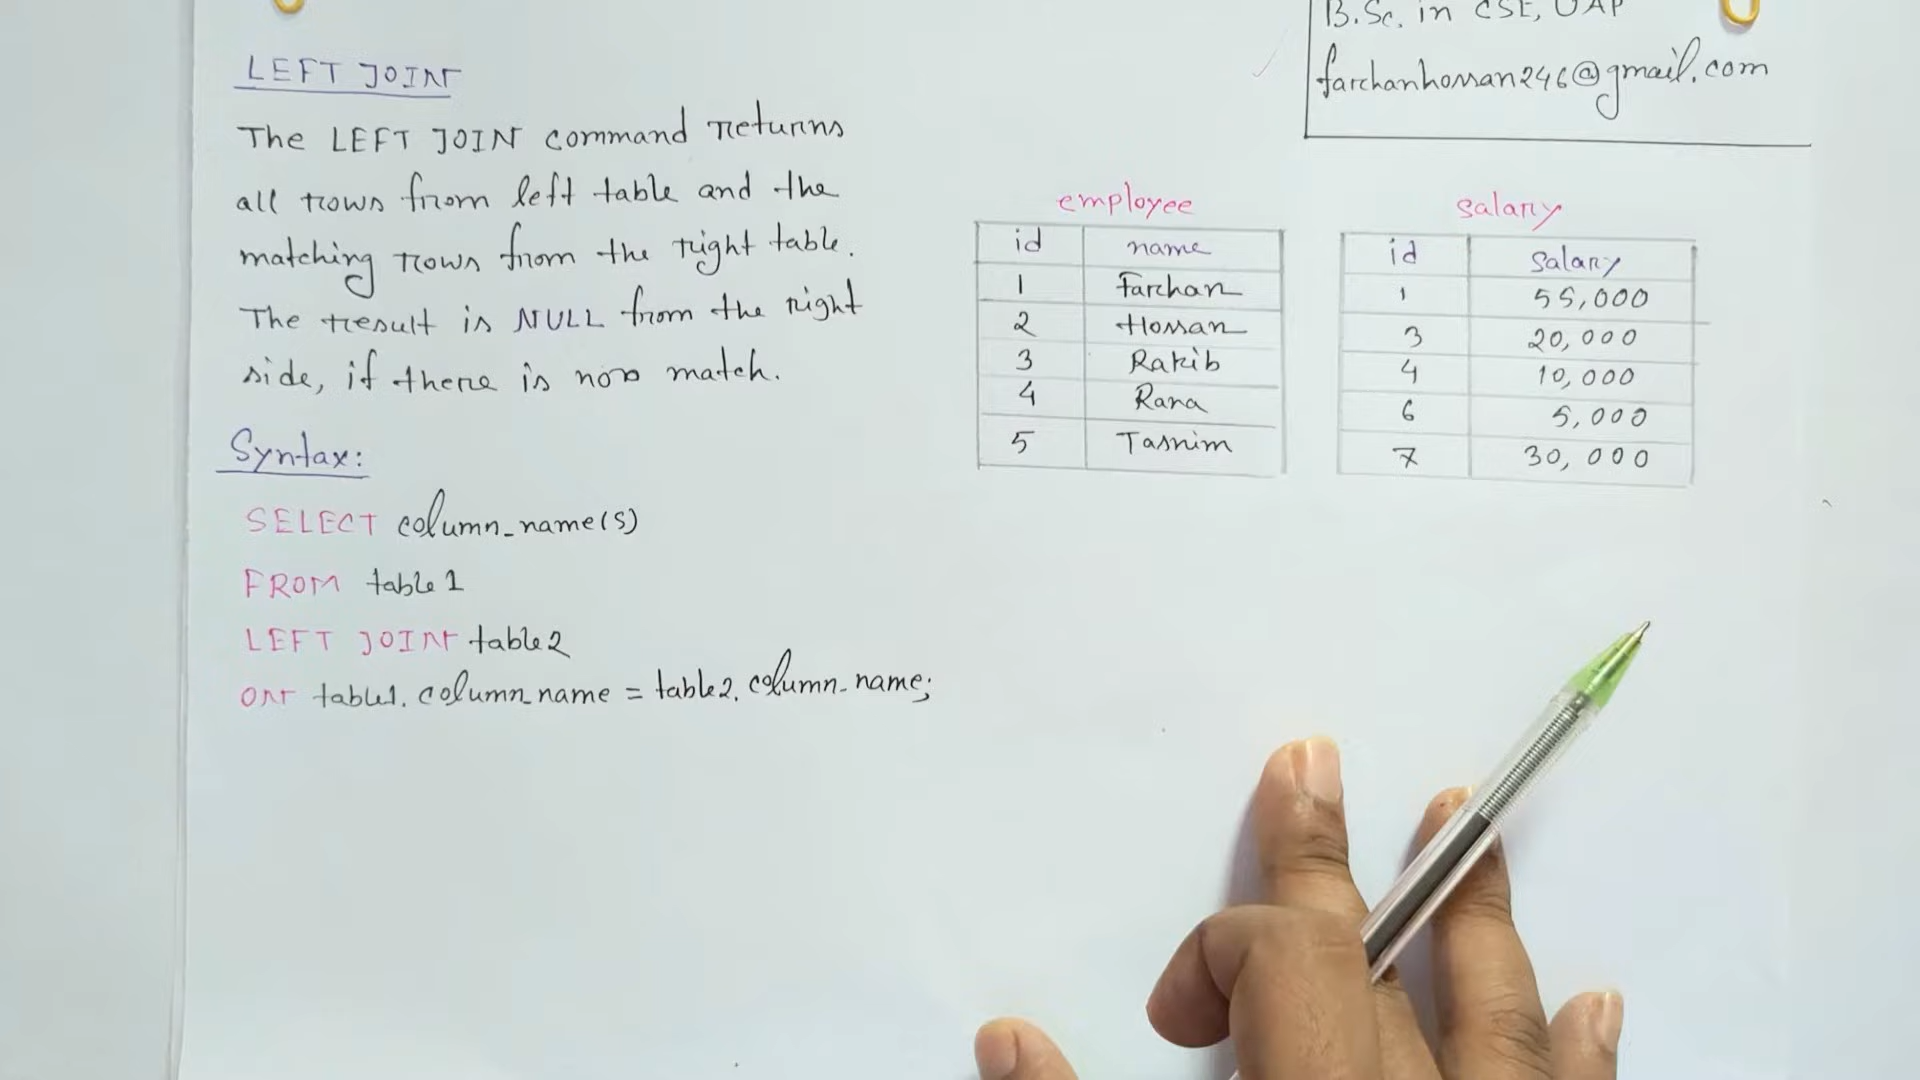 B.Sc. in CSE, UAP
farhanhossan246@gmail.com
LEFT JOIN
The LEFT JOIN command returns
all rows from left table and the
matching rows from the right table.
The result is NULL from the right
side, if there is no match.
Syntax:
SELECT column_name(s)
FROM table1
LEFT JOIN table2
ON table1.column_name = table2.column_name;
employee
id name
1 Farhan
2 Hossan
3 Rakib
4 Rana
5 Tasnim
salary
id salary
1 55,000
3 20,000
4 10,000
6 5,000
7 30,000